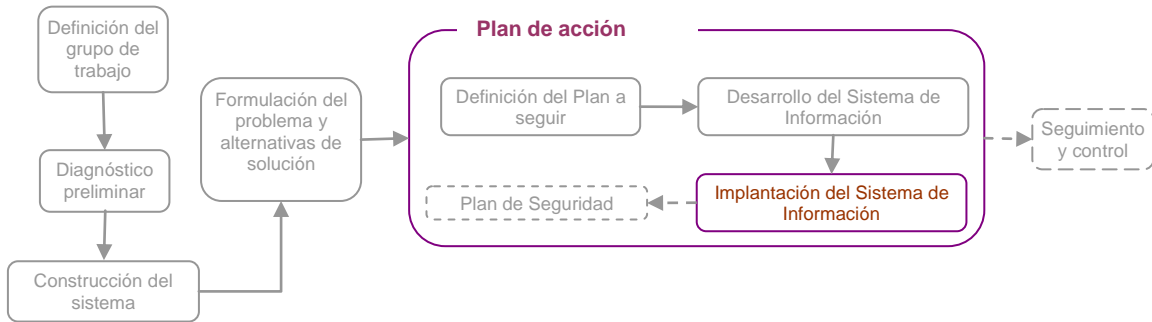 Definición del
grupo de
trabajo
Diagnóstico
preliminar
Construcción del
sistema
Formulación del
problema y
alternativas de
solución
Plan de acción
Definición del Plan a
seguir
Desarrollo del Sistema de
Información
Implantación del Sistema de
Información
Plan de Seguridad
Seguimiento
y control